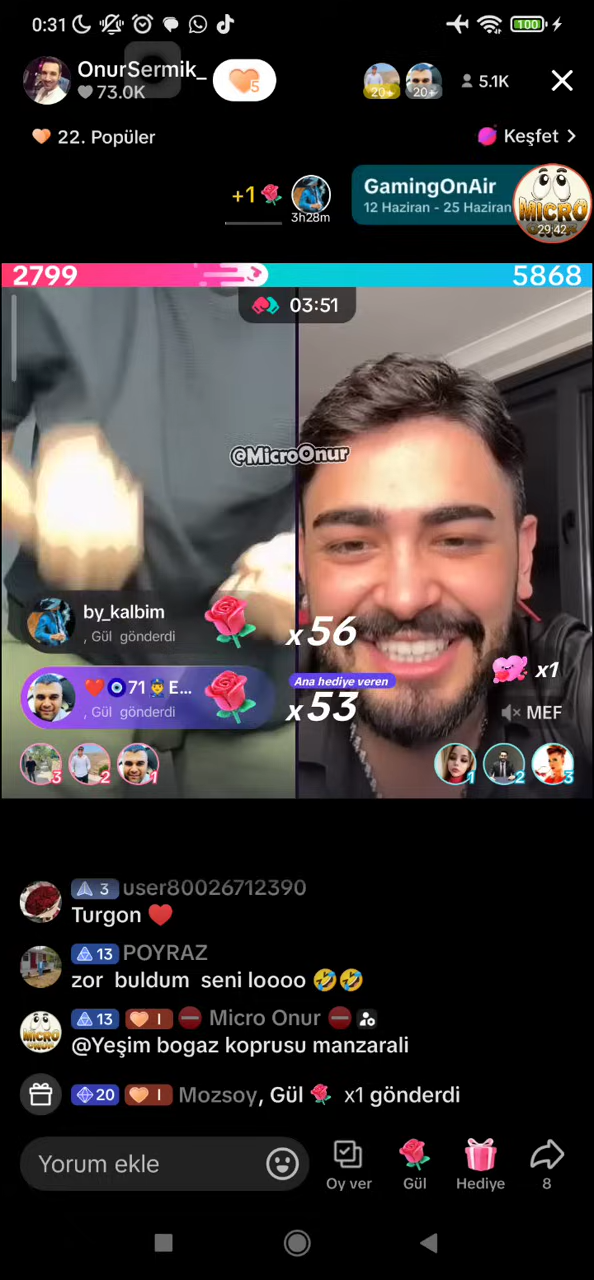 0:31
100
OnurSermik_
73.0K
5
20+
20+
5.1K
22. Popüler
Keşfet
+1
3h28m
GamingOnAir
12 Haziran - 25 Haziran
MICRO
29:42
2799
5868
03:51
@MicroOnur
by_kalbim
, Gül gönderdi
x56
71 E...
, Gül gönderdi
Ana hediye veren
x53
x1
MEF
3
2
1
1
2
3
3 user80026712390
Turgon
13 POYRAZ
zor buldum seni loooo
MICRO
13 I Micro Onur
@Yeşim bogaz koprusu manzarali
20 I Mozsoy, Gül x1 gönderdi
Yorum ekle
Oy ver
Gül
Hediye
8